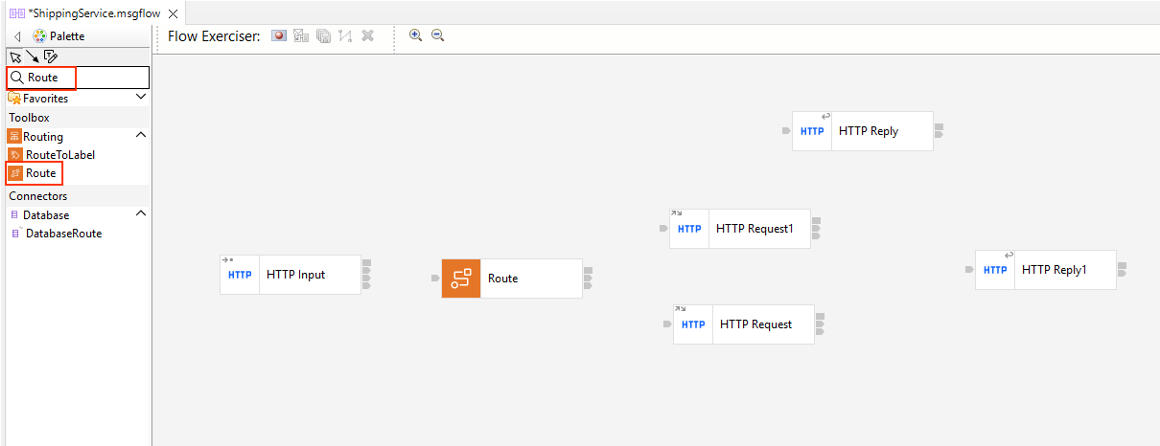 *ShippingService.msgflow
Palette
Flow Exerciser:
Route
Favorites
Toolbox
Routing
RouteToLabel
Route
Connectors
Database
DatabaseRoute
HTTP HTTP Reply
HTTP HTTP Request1
HTTP HTTP Input
Route
HTTP HTTP Reply1
HTTP HTTP Request